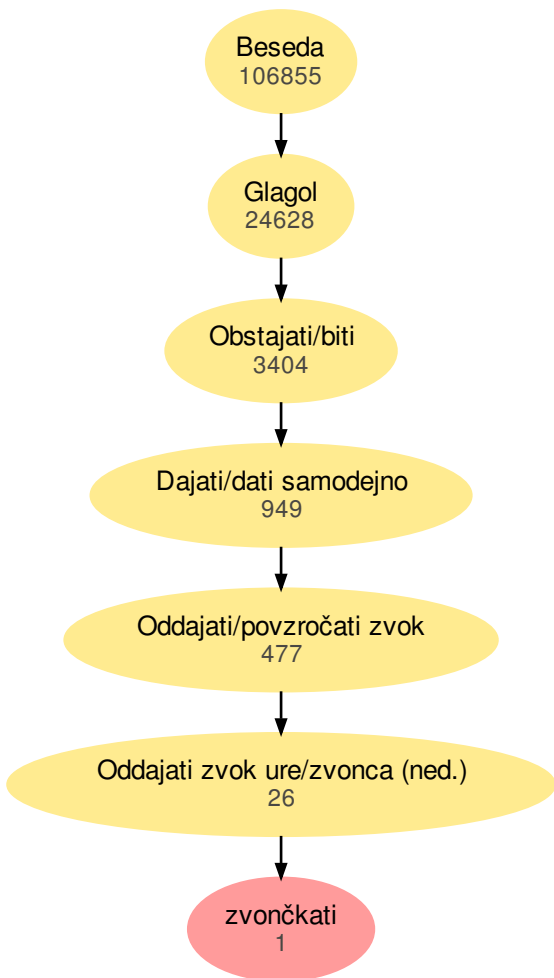 Beseda
106855
Glagol
24628
Obstajati/biti
3404
Dajati/dati samodejno
949
Oddajati/povzročati zvok
477
Oddajati zvok ure/zvonca (ned.)
26
zvončkati
1